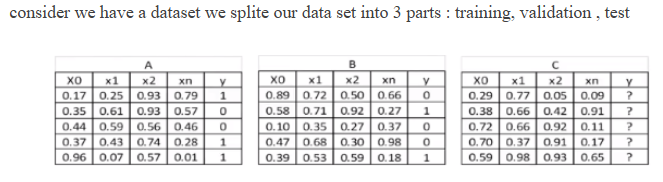 consider we have a dataset we splite our data set into 3 parts : training, validation , test
A
x0 x1 x2 xn y
0.17 0.25 0.93 0.79 1
0.35 0.61 0.93 0.57 0
0.44 0.59 0.56 0.46 0
0.37 0.43 0.74 0.28 1
0.96 0.07 0.57 0.01 1
B
x0 x1 x2 xn y
0.89 0.72 0.50 0.66 0
0.58 0.71 0.92 0.27 1
0.10 0.35 0.27 0.37 0
0.47 0.68 0.30 0.98 0
0.39 0.53 0.59 0.18 1
C
x0 x1 x2 xn y
0.29 0.77 0.05 0.09 ?
0.38 0.66 0.42 0.91 ?
0.72 0.66 0.92 0.11 ?
0.70 0.37 0.91 0.17 ?
0.59 0.98 0.93 0.65 ?